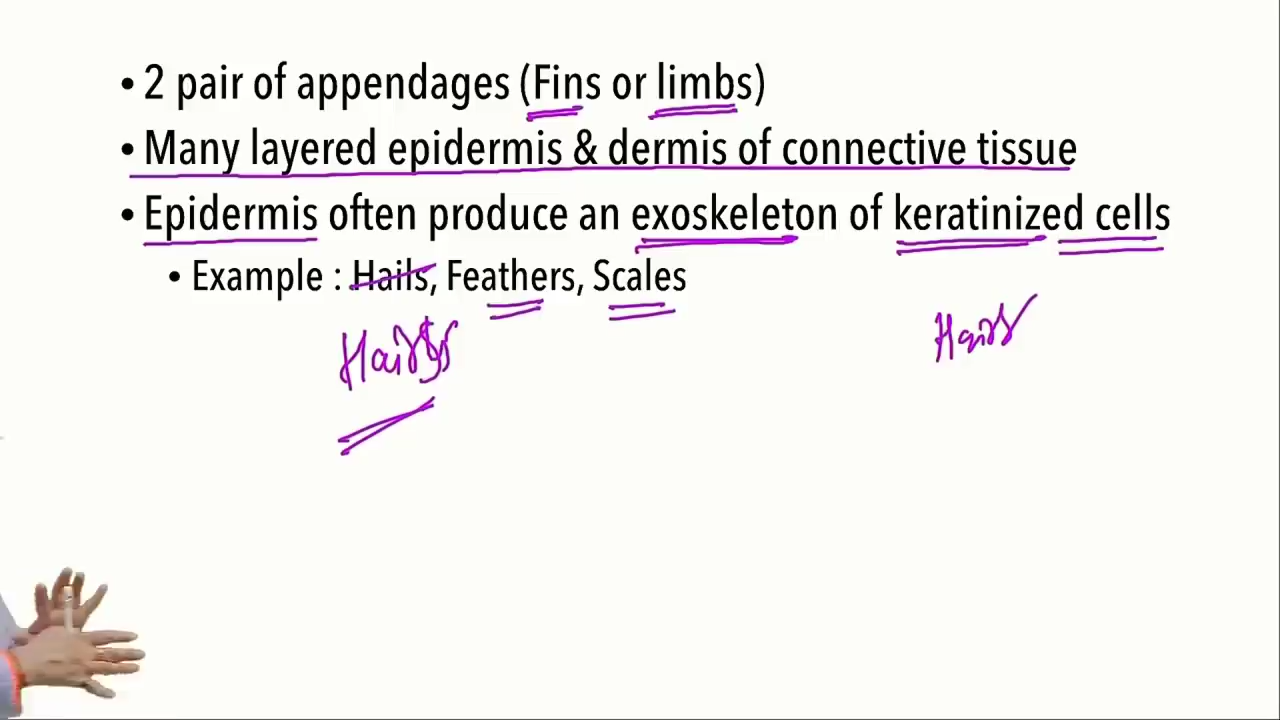 • 2 pair of appendages (Fins or limbs)
• Many layered epidermis & dermis of connective tissue
• Epidermis often produce an exoskeleton of keratinized cells
• Example : Hails, Feathers, Scales
Hairs
Hairs